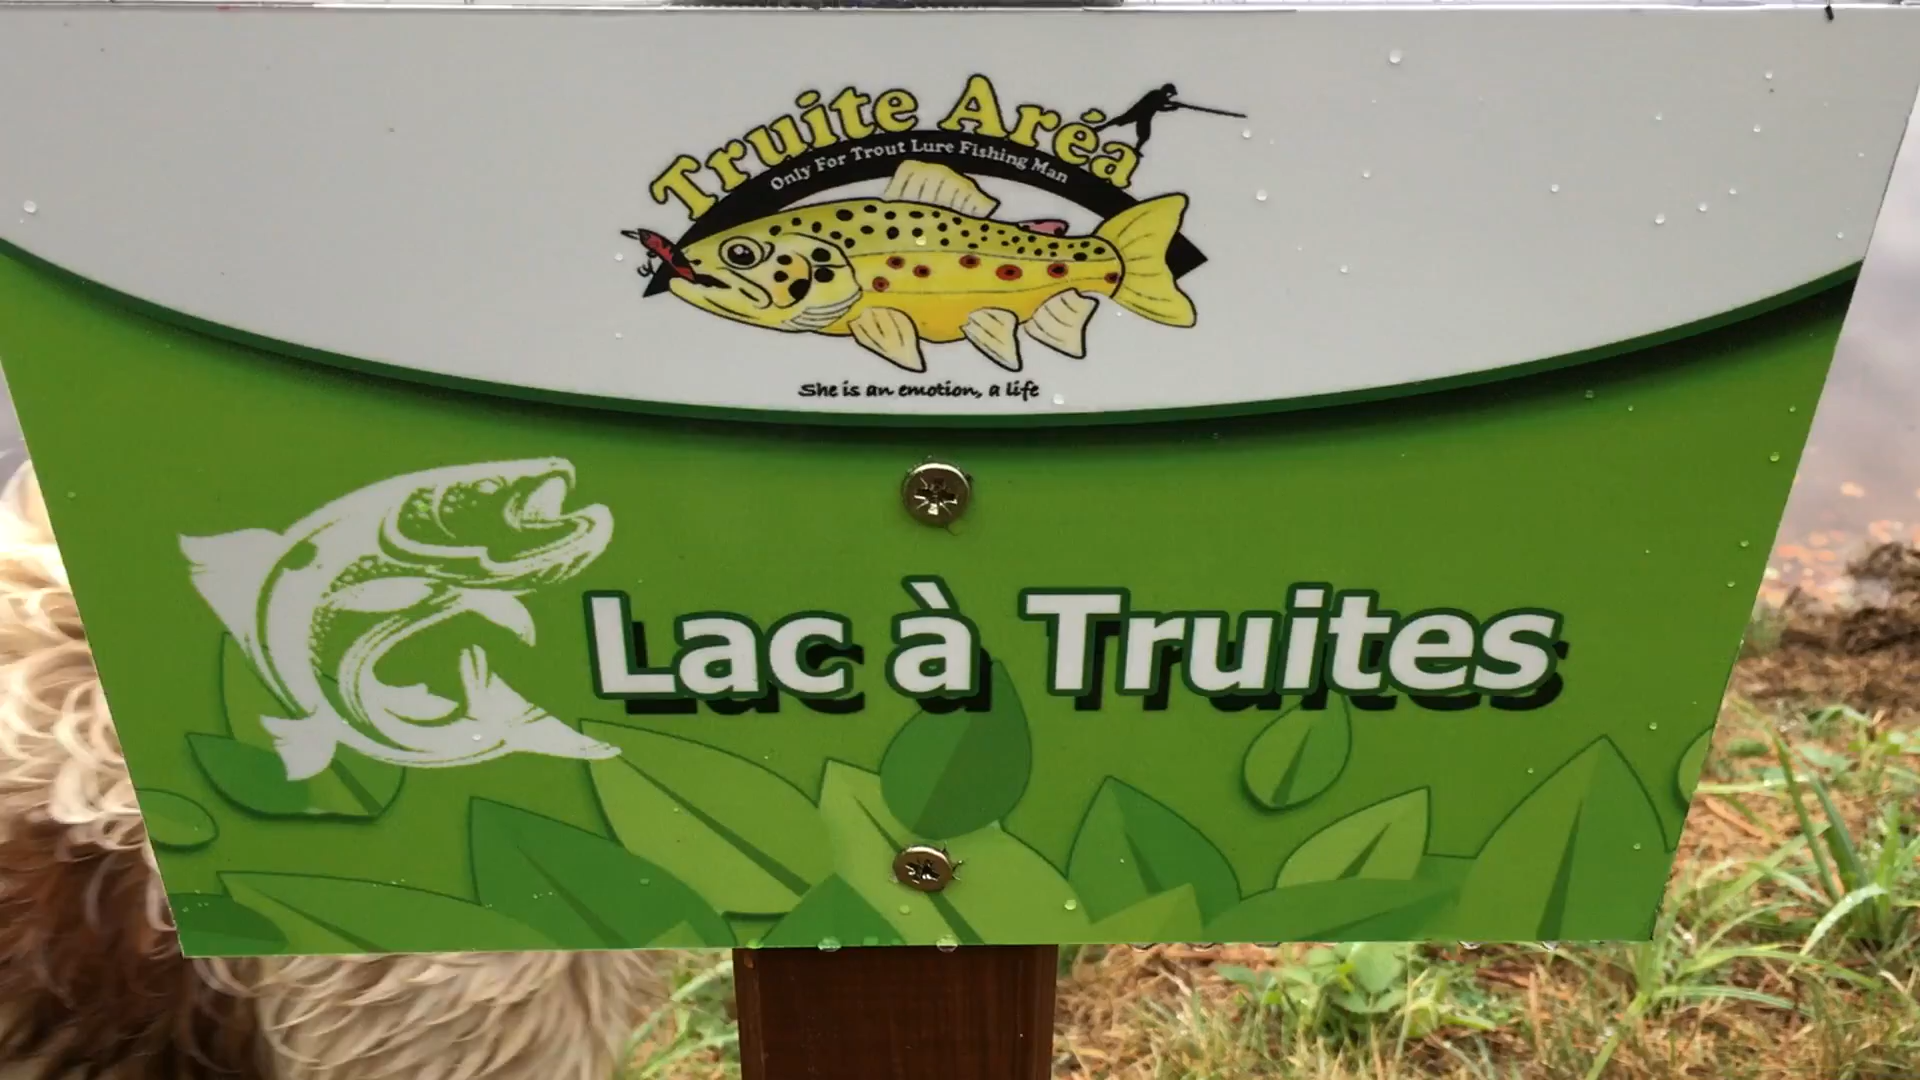 Truite Aréa
Only For Trout Lure Fishing Man
She is an emotion, a life
Lac à Truites